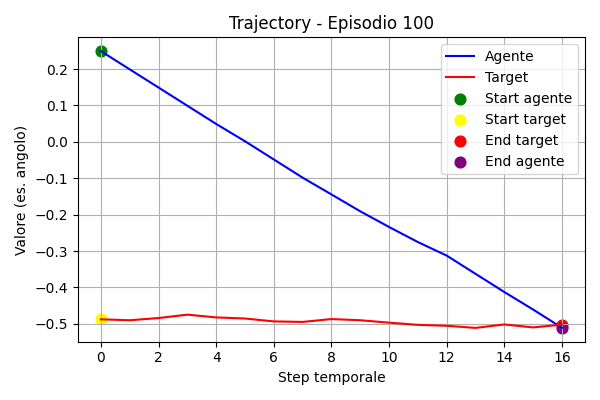 Trajectory - Episodio 100
Valore (es. angolo)
0.2
0.1
0.0
−0.1
−0.2
−0.3
−0.4
−0.5
Agente
Target
Start agente
Start target
End target
End agente
0 2 4 6 8 10 12 14 16
Step temporale